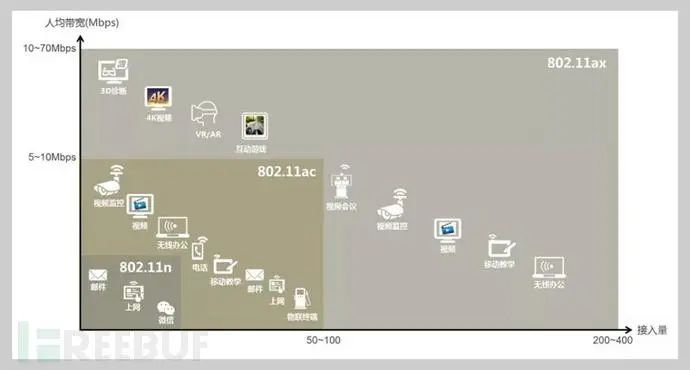 人均带宽(Mbps)
10~70Mbps
802.11ax
3D诊断
4K
4K视频
VR/AR
互动游戏
5~10Mbps
802.11ac
视频监控
视频
无线办公
电话
移动教学
邮件
上网
物联终端
视频会议
视频监控
视频
移动教学
无线办公
802.11n
邮件
上网
微信
50~100
200~400
接入量
FREEBUF